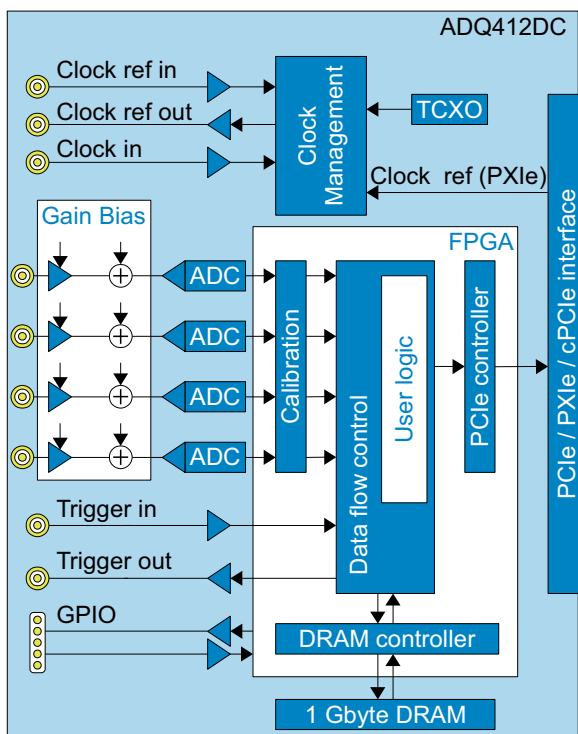 ADQ412DC
Clock ref in
Clock ref out
Clock in
Clock Management
TCXO
Clock ref (PXIe)
Gain Bias
FPGA
ADC
ADC
ADC
ADC
Calibration
Data flow control
User logic
PCIe controller
PCIe / PXIe / cPCIe interface
Trigger in
Trigger out
GPIO
DRAM controller
1 Gbyte DRAM